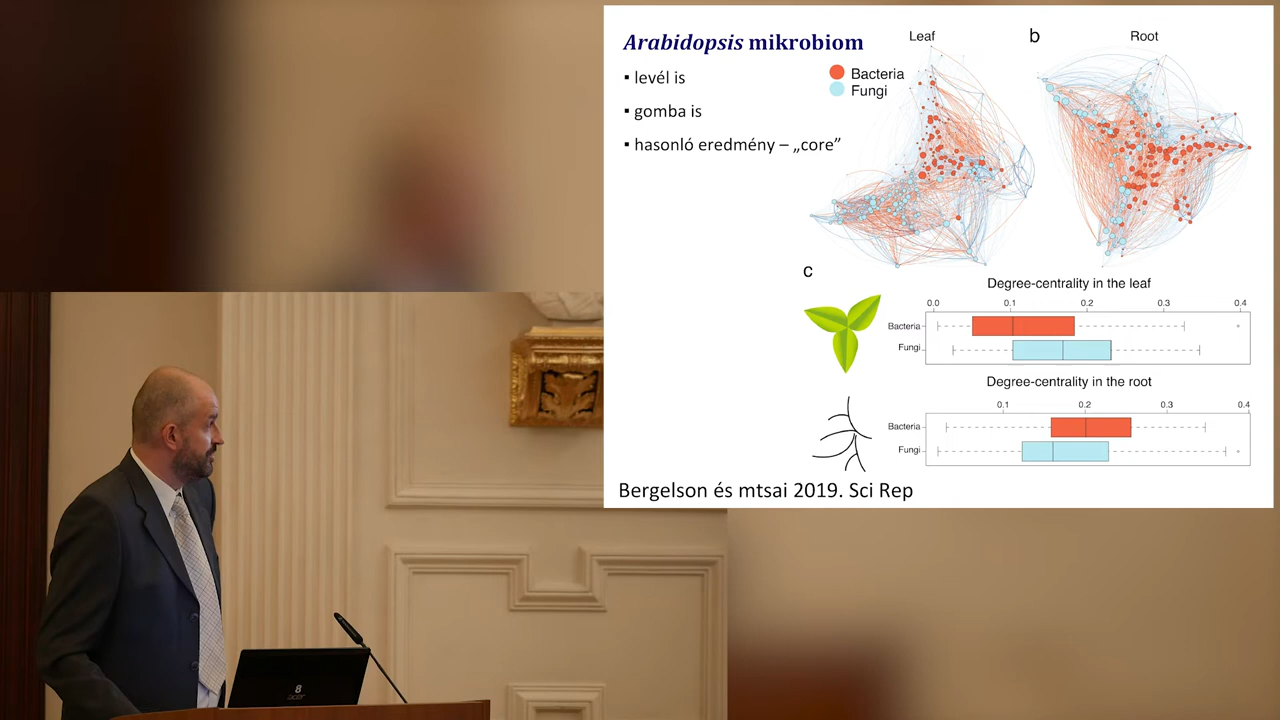 Arabidopsis mikrobiom
▪ levél is
▪ gomba is
▪ hasonló eredmény – „core”
Leaf
Bacteria
Fungi
b
Root
c
Degree-centrality in the leaf
0.0 0.1 0.2 0.3 0.4
Bacteria
Fungi
Degree-centrality in the root
0.1 0.2 0.3 0.4
Bacteria
Fungi
Bergelson és mtsai 2019. Sci Rep
8
acer